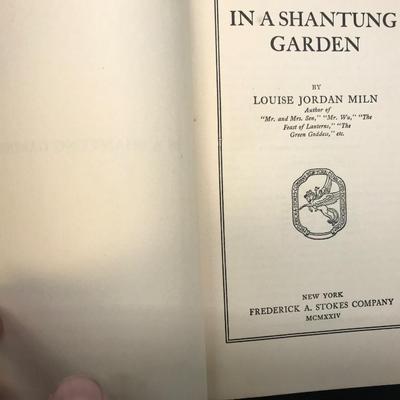 IN A SHANTUNG
GARDEN
BY
LOUISE JORDAN MILN
Author of
"Mr. and Mrs. Sen," "Mr. Wu," "The
Feast of Lanterns," "The
Green Goddess," etc.
NEW YORK
FREDERICK A. STOKES COMPANY
MCMXXIV